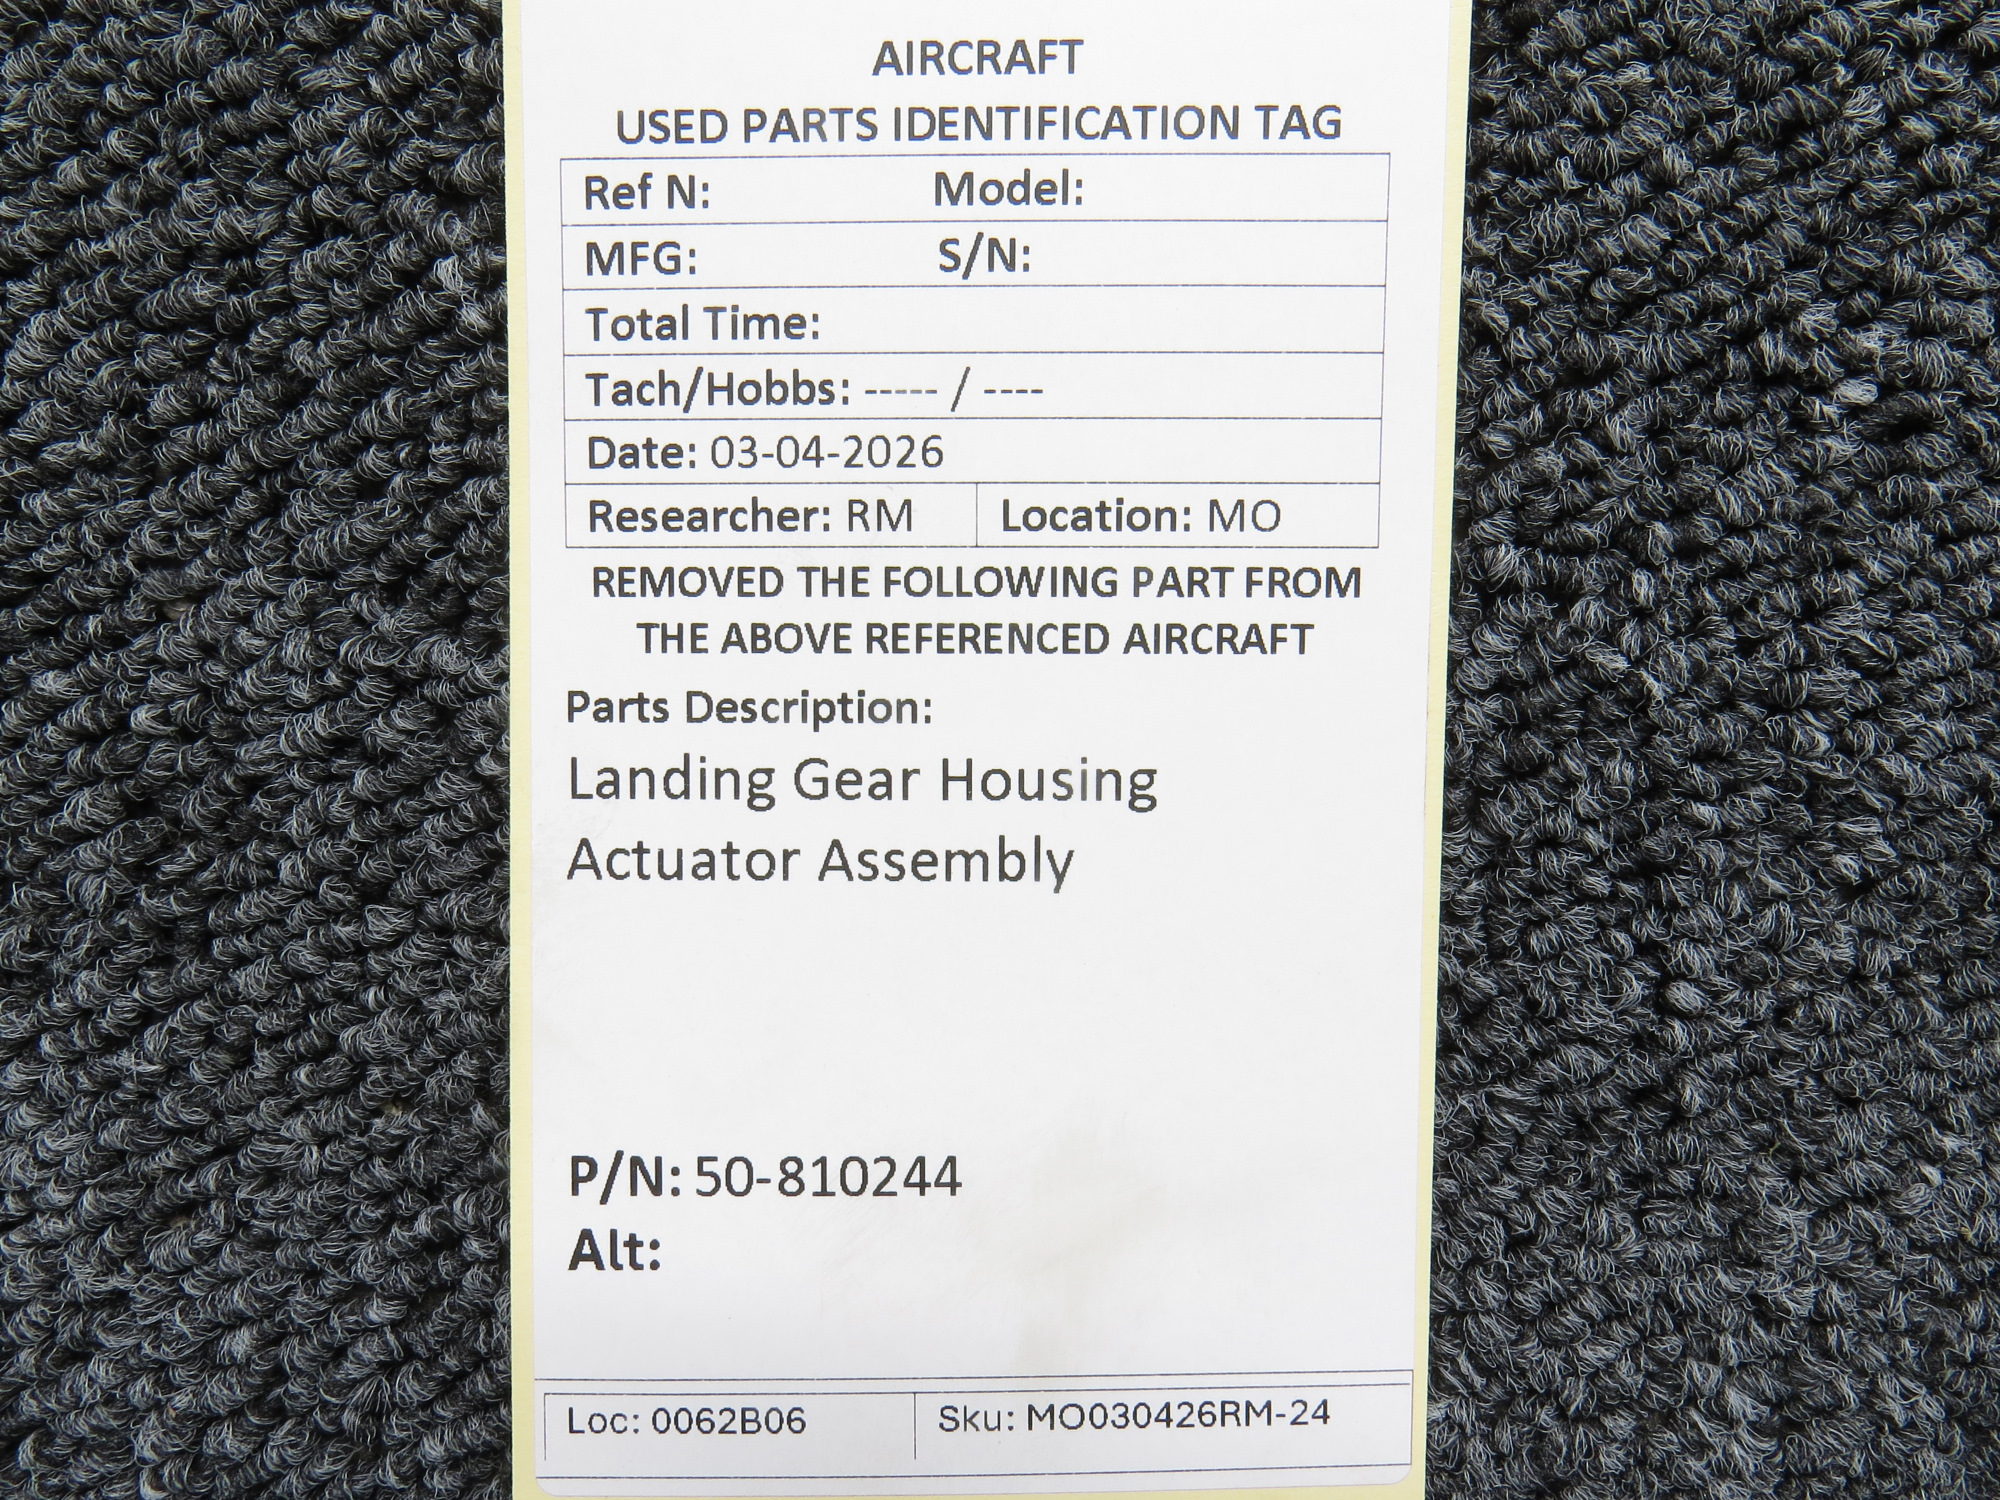 AIRCRAFT
USED PARTS IDENTIFICATION TAG
Ref N: Model:
MFG: S/N:
Total Time:
Tach/Hobbs: ----- / ----
Date: 03-04-2026
Researcher: RM Location: MO
REMOVED THE FOLLOWING PART FROM
THE ABOVE REFERENCED AIRCRAFT
Parts Description:
Landing Gear Housing
Actuator Assembly
P/N: 50-810244
Alt:
Loc: 0062B06 Sku: MO030426RM-24